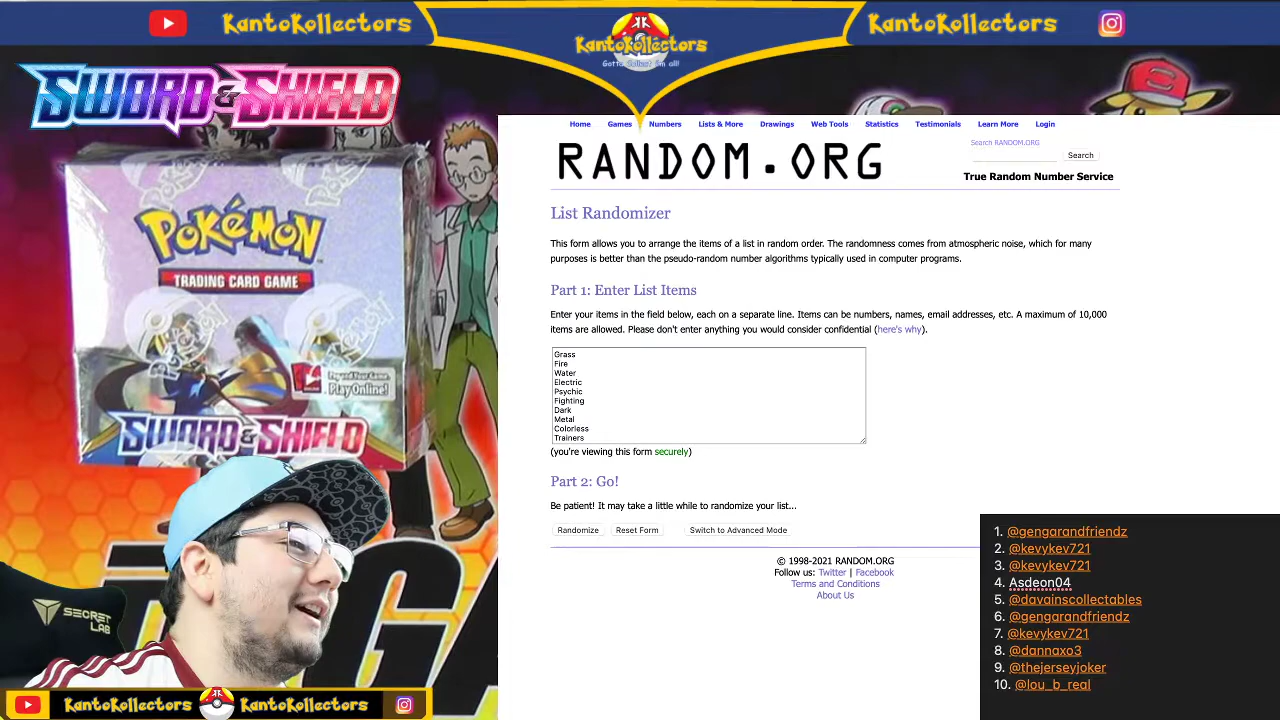 KantoKollectors
KantoKollectors
Gotta Collect 'em all!
KantoKollectors
SWORD & SHIELD
Pokémon
TRADING CARD GAME
Play Online!
SWORD & SHIELD
SECRET
LAB
KantoKollectors
KantoKollectors
Home Games Numbers Lists & More Drawings Web Tools Statistics Testimonials Learn More Login
RANDOM.ORG
Search RANDOM.ORG
Search
True Random Number Service
List Randomizer
This form allows you to arrange the items of a list in random order. The randomness comes from atmospheric noise, which for many
purposes is better than the pseudo-random number algorithms typically used in computer programs.
Part 1: Enter List Items
Enter your items in the field below, each on a separate line. Items can be numbers, names, email addresses, etc. A maximum of 10,000
items are allowed. Please don't enter anything you would consider confidential (here's why).
Grass
Fire
Water
Electric
Psychic
Fighting
Dark
Metal
Colorless
Trainers
(you're viewing this form securely)
Part 2: Go!
Be patient! It may take a little while to randomize your list...
Randomize Reset Form Switch to Advanced Mode
© 1998-2021 RANDOM.ORG
Follow us: Twitter | Facebook
Terms and Conditions
About Us
1. @gengarandfriendz
2. @kevykev721
3. @kevykev721
4. Asdeon04
5. @davainscollectables
6. @gengarandfriendz
7. @kevykev721
8. @dannaxo3
9. @thejerseyjoker
10. @lou_b_real